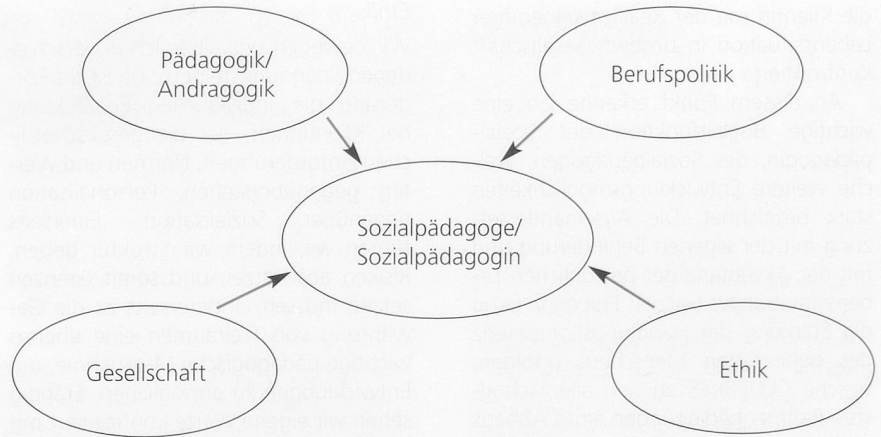 Pädagogik/
Andragogik
Berufspolitik
Sozialpädagoge/
Sozialpädagogin
Gesellschaft
Ethik